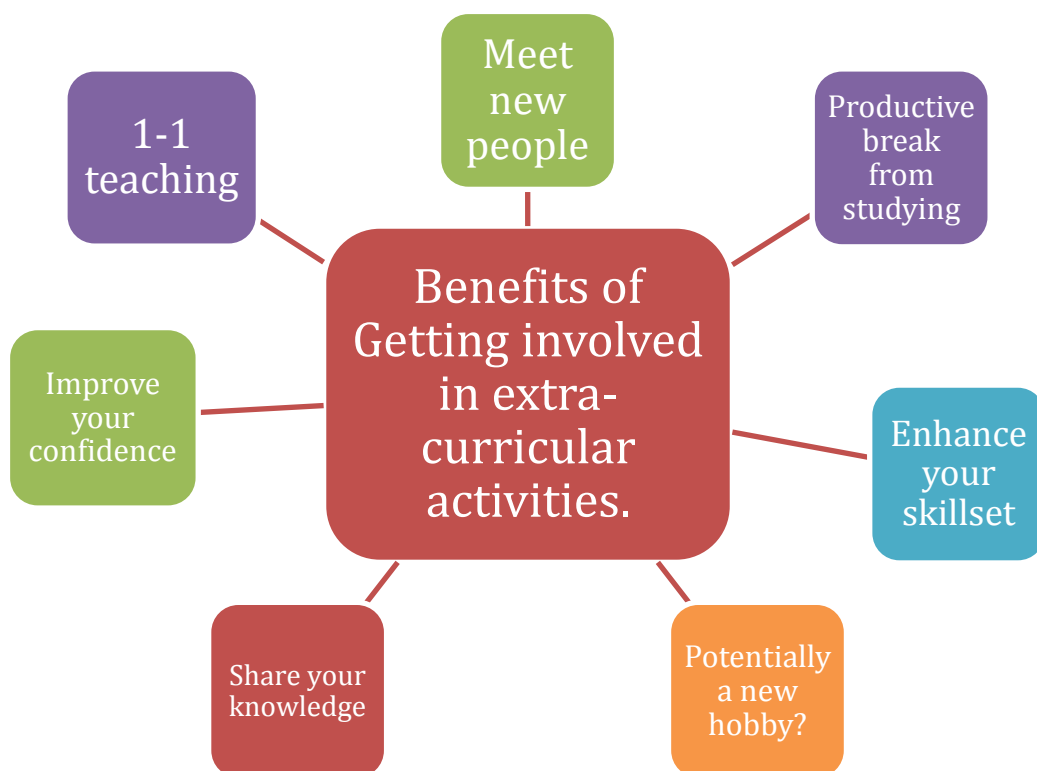 Meet
new
people
1-1
teaching
Productive
break
from
studying
Benefits of
Getting involved
in extra-
curricular
activities.
Improve
your
confidence
Enhance
your
skillset
Share your
knowledge
Potentially
a new
hobby?